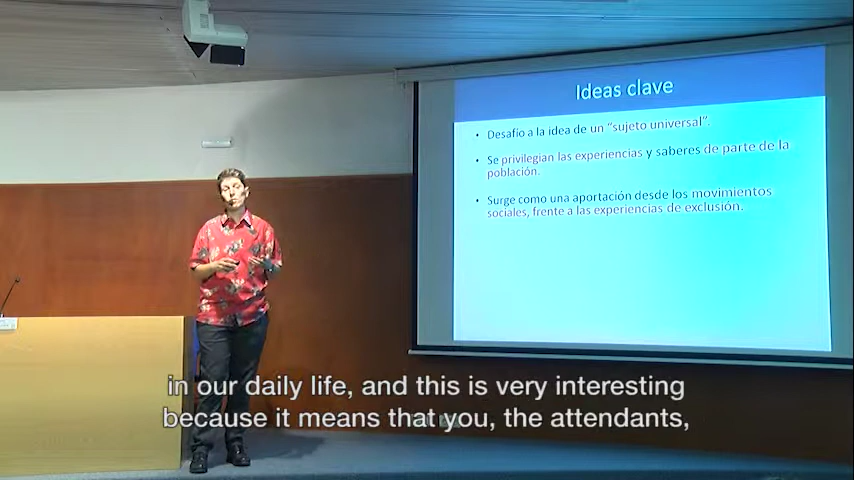 Ideas clave
• Desafío a la idea de un “sujeto universal”.
• Se privilegian las experiencias y saberes de parte de la
población.
• Surge como una aportación desde los movimientos
sociales, frente a las experiencias de exclusión.
in our daily life, and this is very interesting
because it means that you, the attendants,